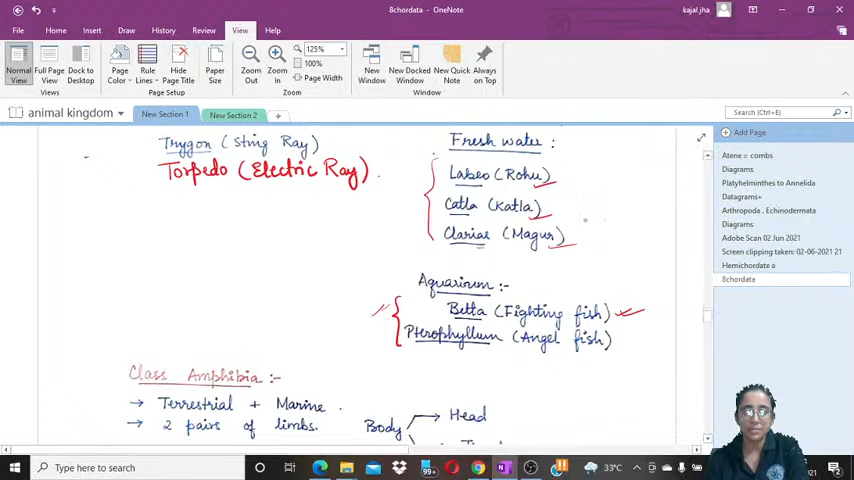 8chordata - OneNote
kajal jha
File Home Insert Draw History Review View Help
Normal View
Full Page View
Dock to Desktop
Page Color
Rule Lines
Hide Page Title
Paper Size
Zoom Out
Zoom In
125%
100%
Page Width
New Window
New Docked Window
New Quick Note
Always on Top
Views
Page Setup
Zoom
Window
animal kingdom
New Section 1
New Section 2
+
Search (Ctrl+E)
Add Page
Atene = combs
Diagrams
Platyhelminthes to Annelida
Datagrams+
Arthropoda . Echinodermata
Diagrams
Adobe Scan 02 Jun 2021
Screen clipping taken: 02-06-2021 21
Hemichordate a
8chordata
Trygon (Sting Ray)
Torpedo (Electric Ray).
Fresh water :
Labeo (Rohu)
Catla (Katla)
Clarias (Magur)
Aquarium :-
Betta (Fighting fish)
Pterophyllum (Angel fish)
Class Amphibia :-
→ Terrestrial + Marine .
→ 2 pairs of limbs.
Body → Head
Type here to search
99+
33°C
2021